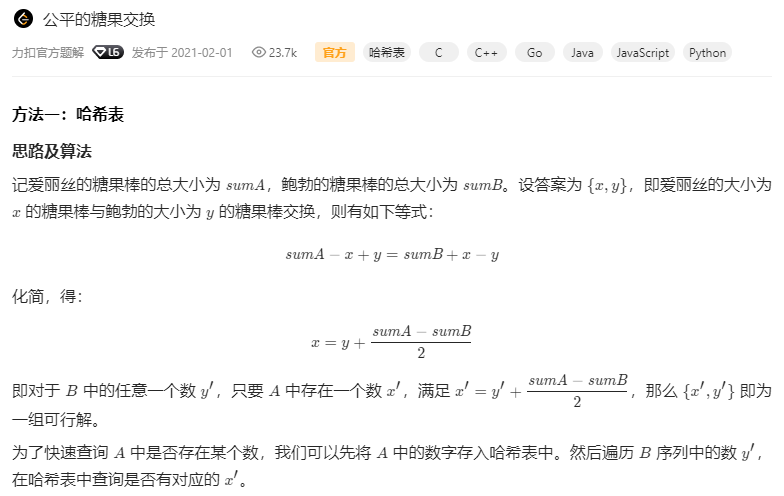 公平的糖果交换
力扣官方题解 L6 发布于 2021-02-01 23.7k 官方 哈希表 C C++ Go Java JavaScript Python
方法一：哈希表
思路及算法
记爱丽丝的糖果棒的总大小为 sumA，鲍勃的糖果棒的总大小为 sumB。设答案为 {x, y}，即爱丽丝的大小为
x 的糖果棒与鲍勃的大小为 y 的糖果棒交换，则有如下等式：
sumA − x + y = sumB + x − y
化简，得：
x = y + \frac{sumA − sumB}{2}
即对于 B 中的任意一个数 y′，只要 A 中存在一个数 x′，满足 x′ = y′ + \frac{sumA − sumB}{2}，那么 {x′, y′} 即为
一组可行解。
为了快速查询 A 中是否存在某个数，我们可以先将 A 中的数字存入哈希表中。然后遍历 B 序列中的数 y′，
在哈希表中查询是否有对应的 x′。